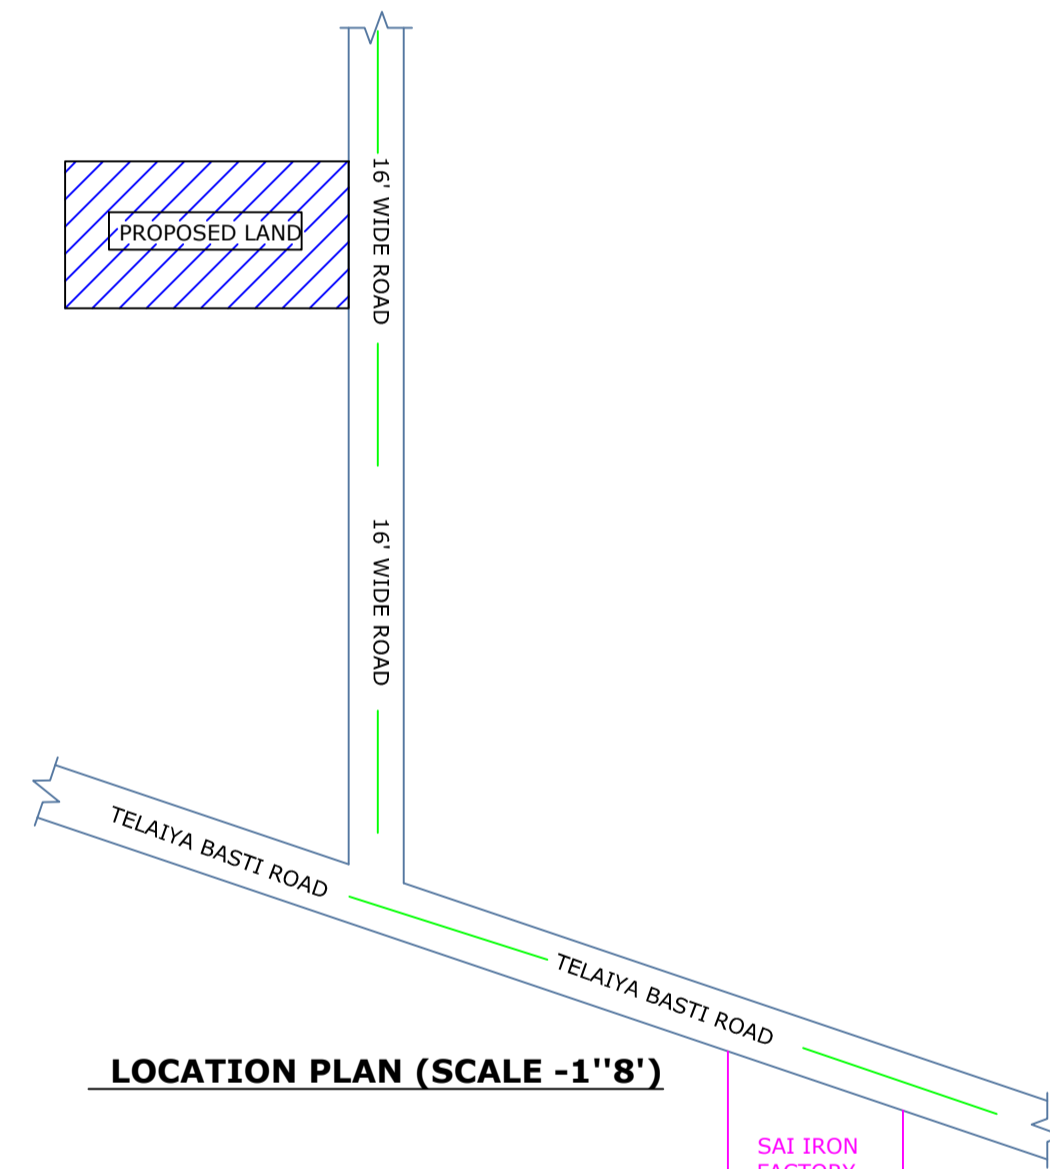 16' WIDE ROAD
PROPOSED LAND
16' WIDE ROAD
TELAIYA BASTI ROAD
TELAIYA BASTI ROAD
LOCATION PLAN (SCALE -1''8')
SAI IRON
FACTORY